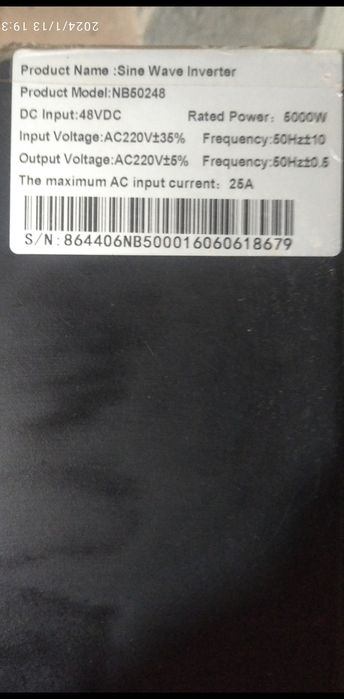 2024/1/13 19:3
Product Name :Sine Wave Inverter
Product Model:NB50248
DC Input:48VDC Rated Power: 5000W
Input Voltage:AC220V±35% Frequency:50Hz±10
Output Voltage:AC220V±5% Frequency:50Hz±0.5
The maximum AC input current: 25A
S/N:864406NB500016060618679